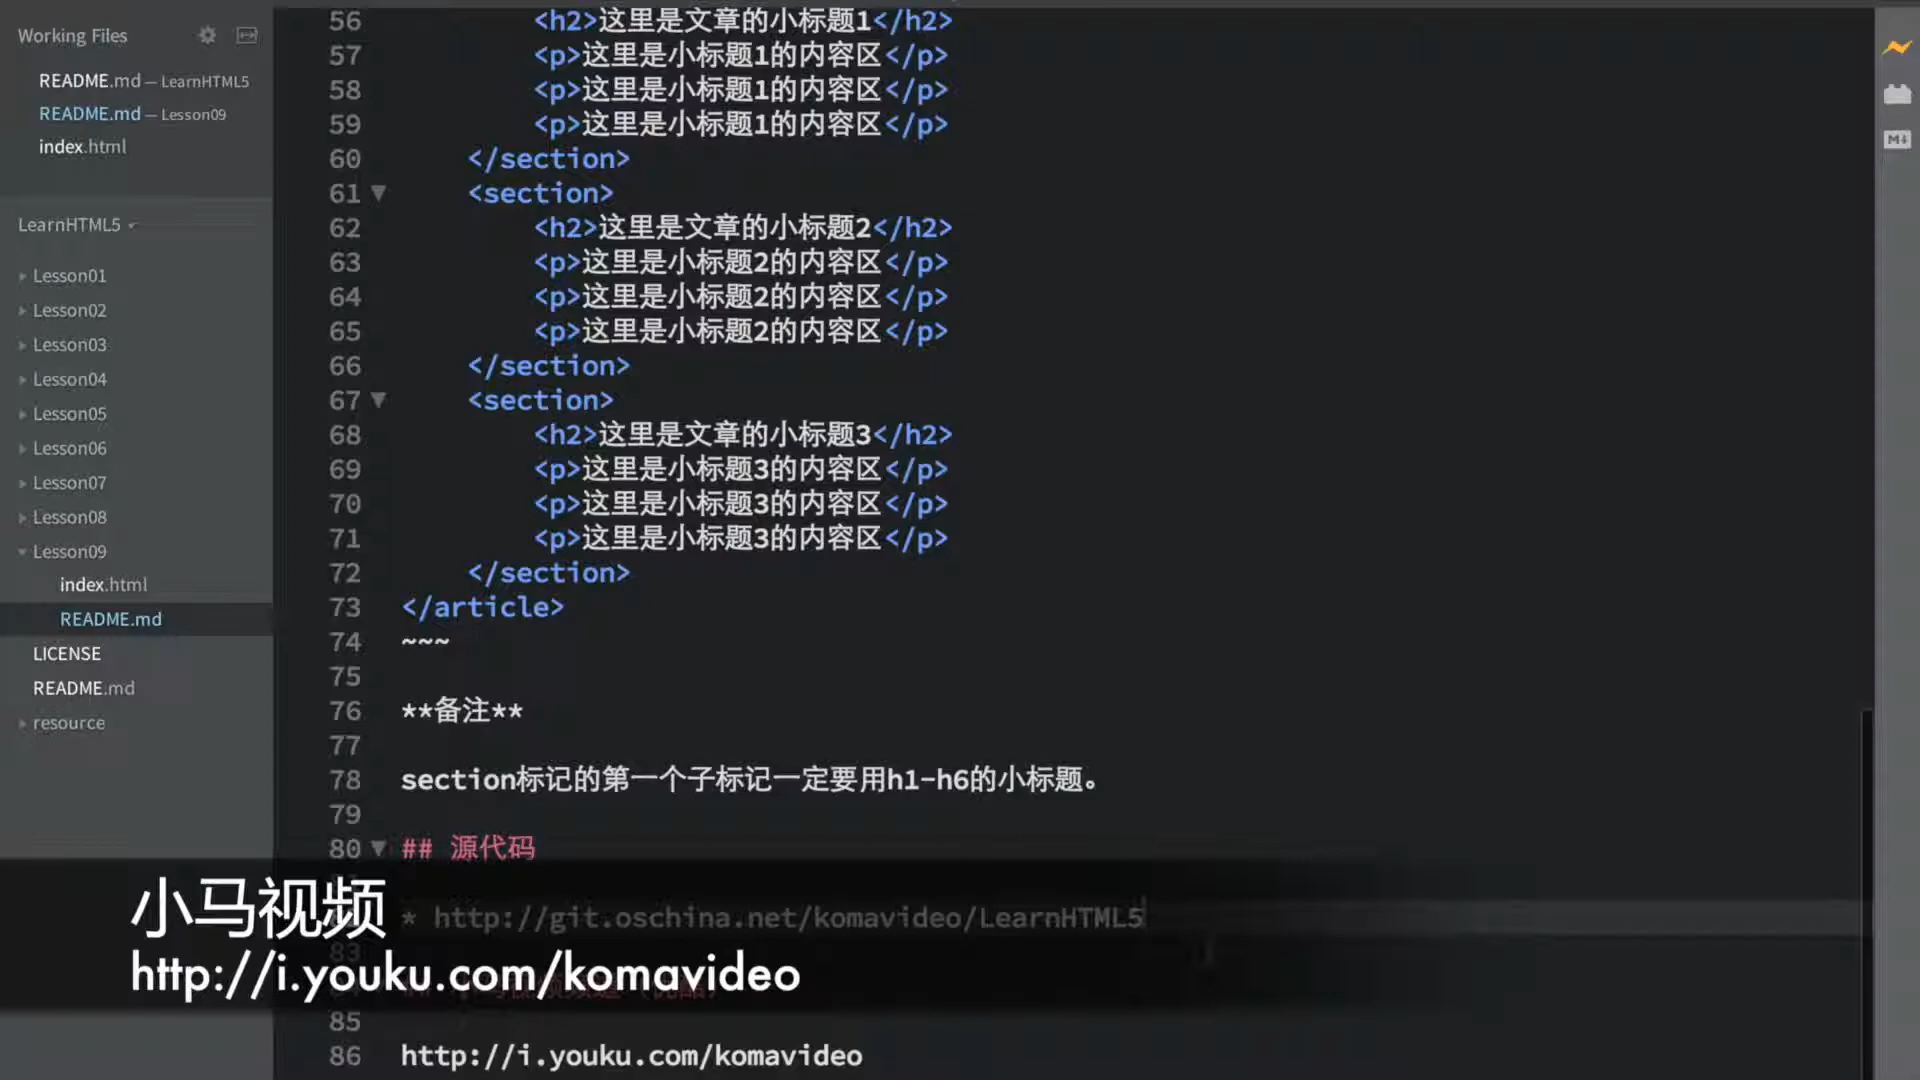 Working Files
README.md — LearnHTML5
README.md — Lesson09
index.html
LearnHTML5
Lesson01
Lesson02
Lesson03
Lesson04
Lesson05
Lesson06
Lesson07
Lesson08
Lesson09
index.html
README.md
LICENSE
README.md
resource
56 <h2>这里是文章的小标题1</h2>
57 <p>这里是小标题1的内容区</p>
58 <p>这里是小标题1的内容区</p>
59 <p>这里是小标题1的内容区</p>
60 </section>
61 <section>
62 <h2>这里是文章的小标题2</h2>
63 <p>这里是小标题2的内容区</p>
64 <p>这里是小标题2的内容区</p>
65 <p>这里是小标题2的内容区</p>
66 </section>
67 <section>
68 <h2>这里是文章的小标题3</h2>
69 <p>这里是小标题3的内容区</p>
70 <p>这里是小标题3的内容区</p>
71 <p>这里是小标题3的内容区</p>
72 </section>
73 </article>
74 ~~~
75
76 **备注**
77
78 section标记的第一个子标记一定要用h1-h6的小标题。
79
80 ## 源代码
* http://git.oschina.net/komavideo/LearnHTML5
83
85
86 http://i.youku.com/komavideo
小马视频
http://i.youku.com/komavideo
M↓